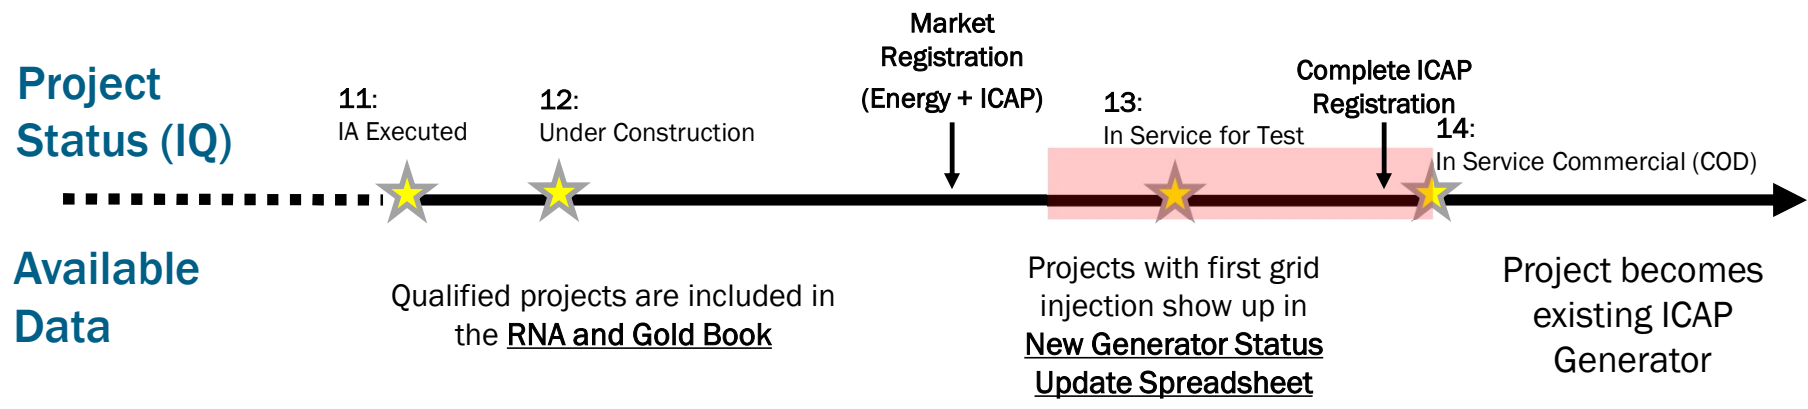 Project
Status (IQ)
11:
IA Executed
12:
Under Construction
Market
Registration
(Energy + ICAP)
13:
In Service for Test
Complete ICAP
Registration
14:
In Service Commercial (COD)
Available
Data
Qualified projects are included in
the RNA and Gold Book
Projects with first grid
injection show up in
New Generator Status
Update Spreadsheet
Project becomes
existing ICAP
Generator